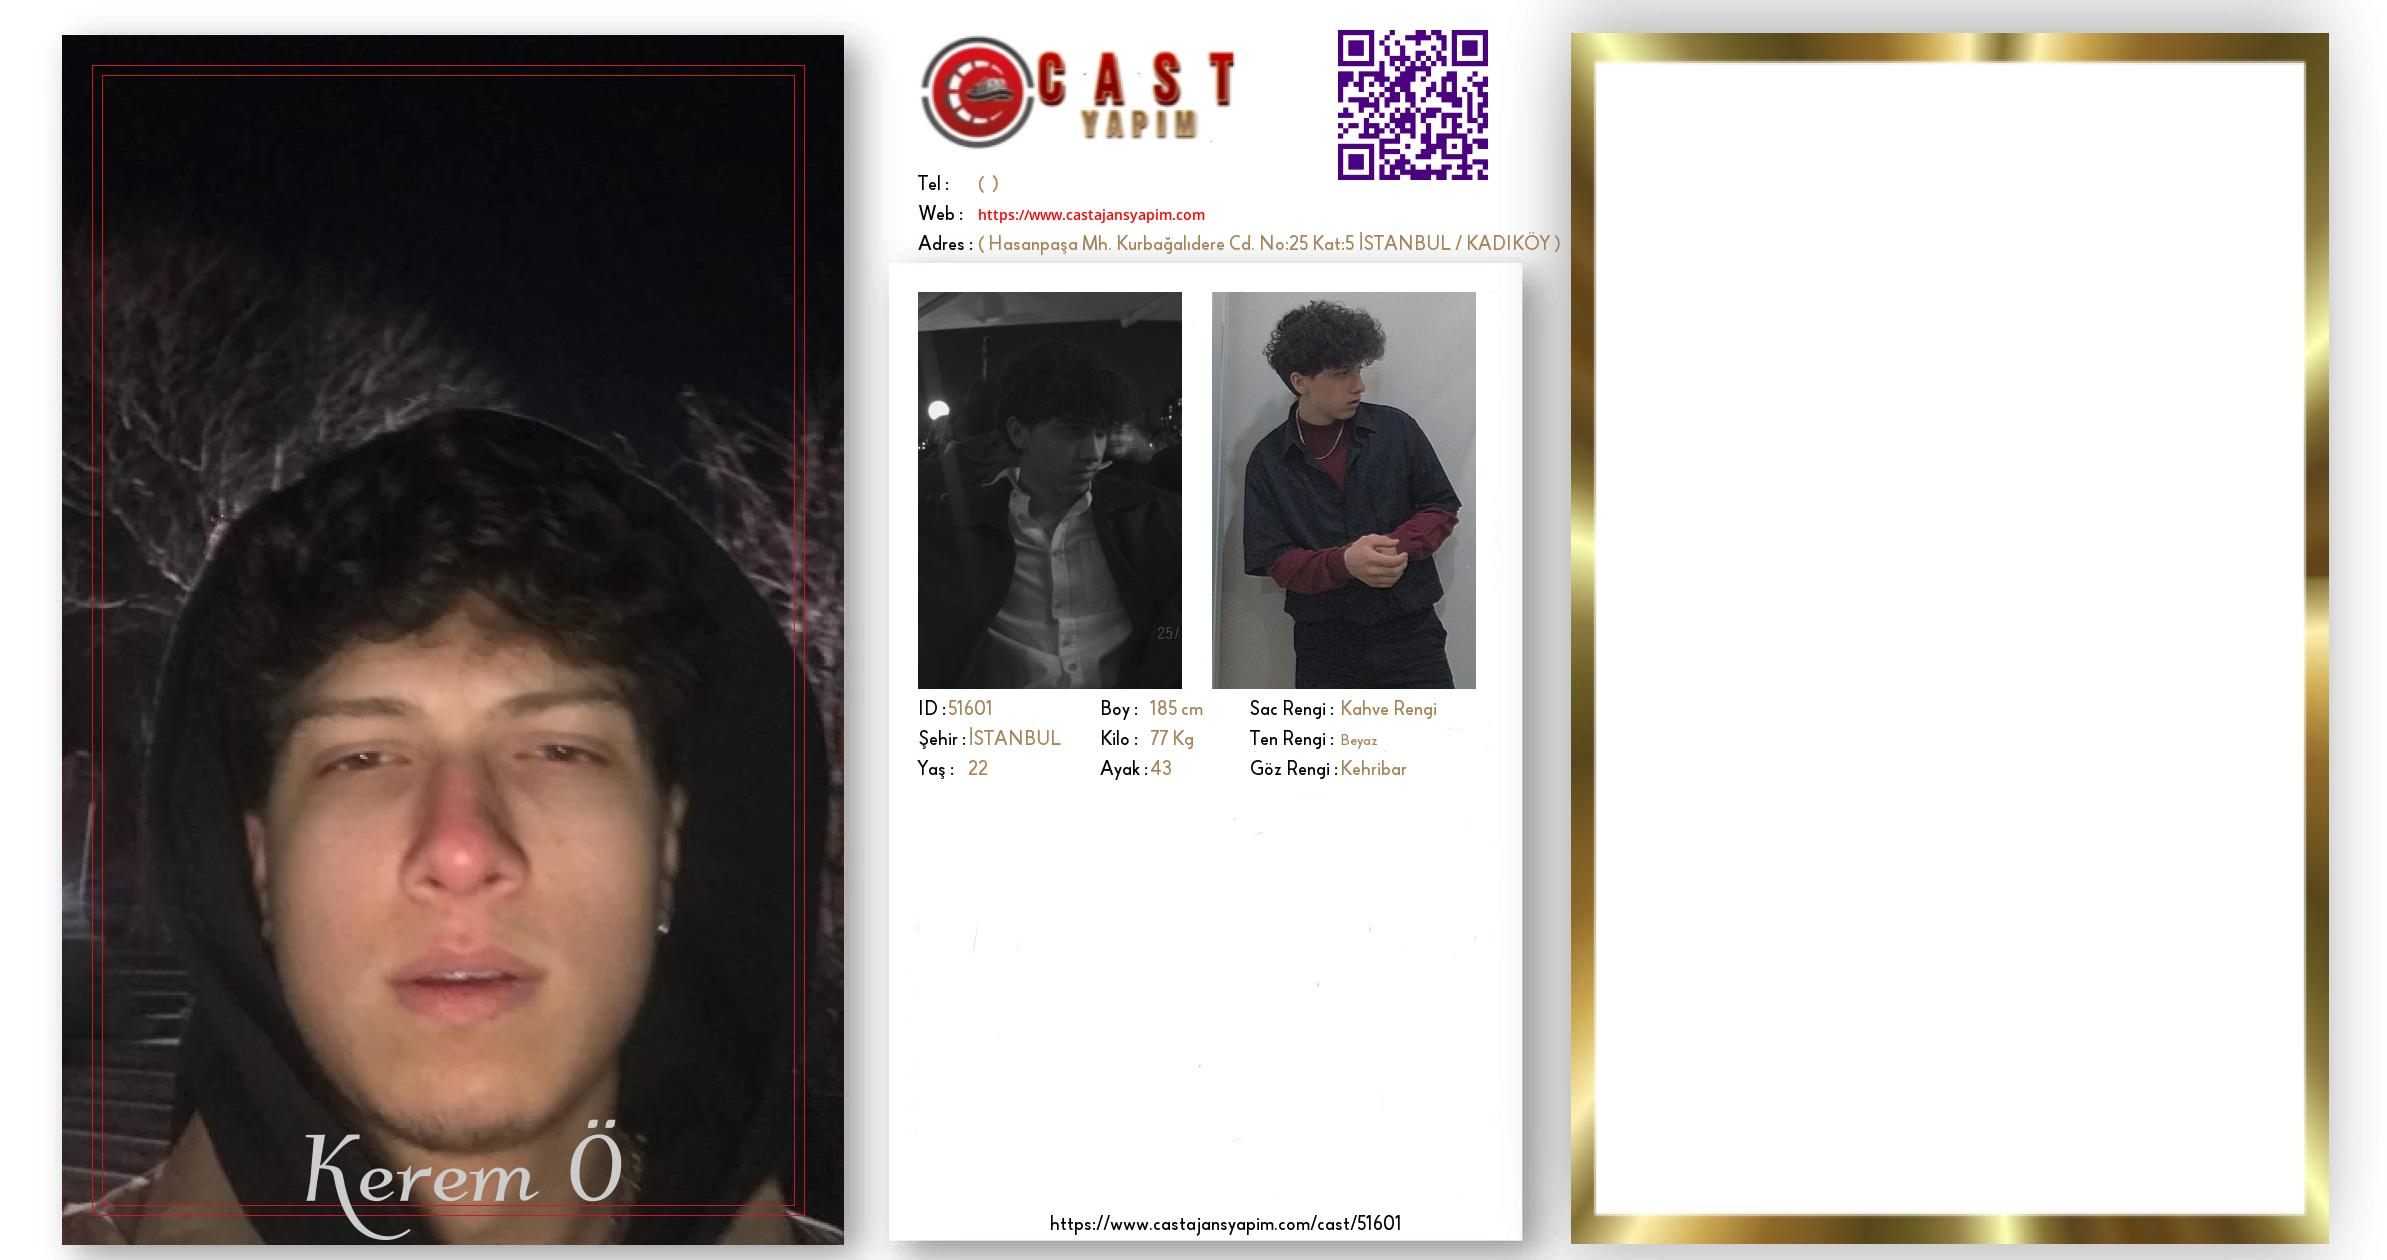 Kerem Ö
CAST
YAPIM
Tel : ( )
Web : https://www.castajansyapim.com
Adres : ( Hasanpaşa Mh. Kurbağalıdere Cd. No:25 Kat:5 İSTANBUL / KADIKÖY )
25/
ID : 51601 Boy : 185 cm Sac Rengi : Kahve Rengi
Şehir : İSTANBUL Kilo : 77 Kg Ten Rengi : Beyaz
Yaş : 22 Ayak : 43 Göz Rengi : Kehribar
https://www.castajansyapim.com/cast/51601